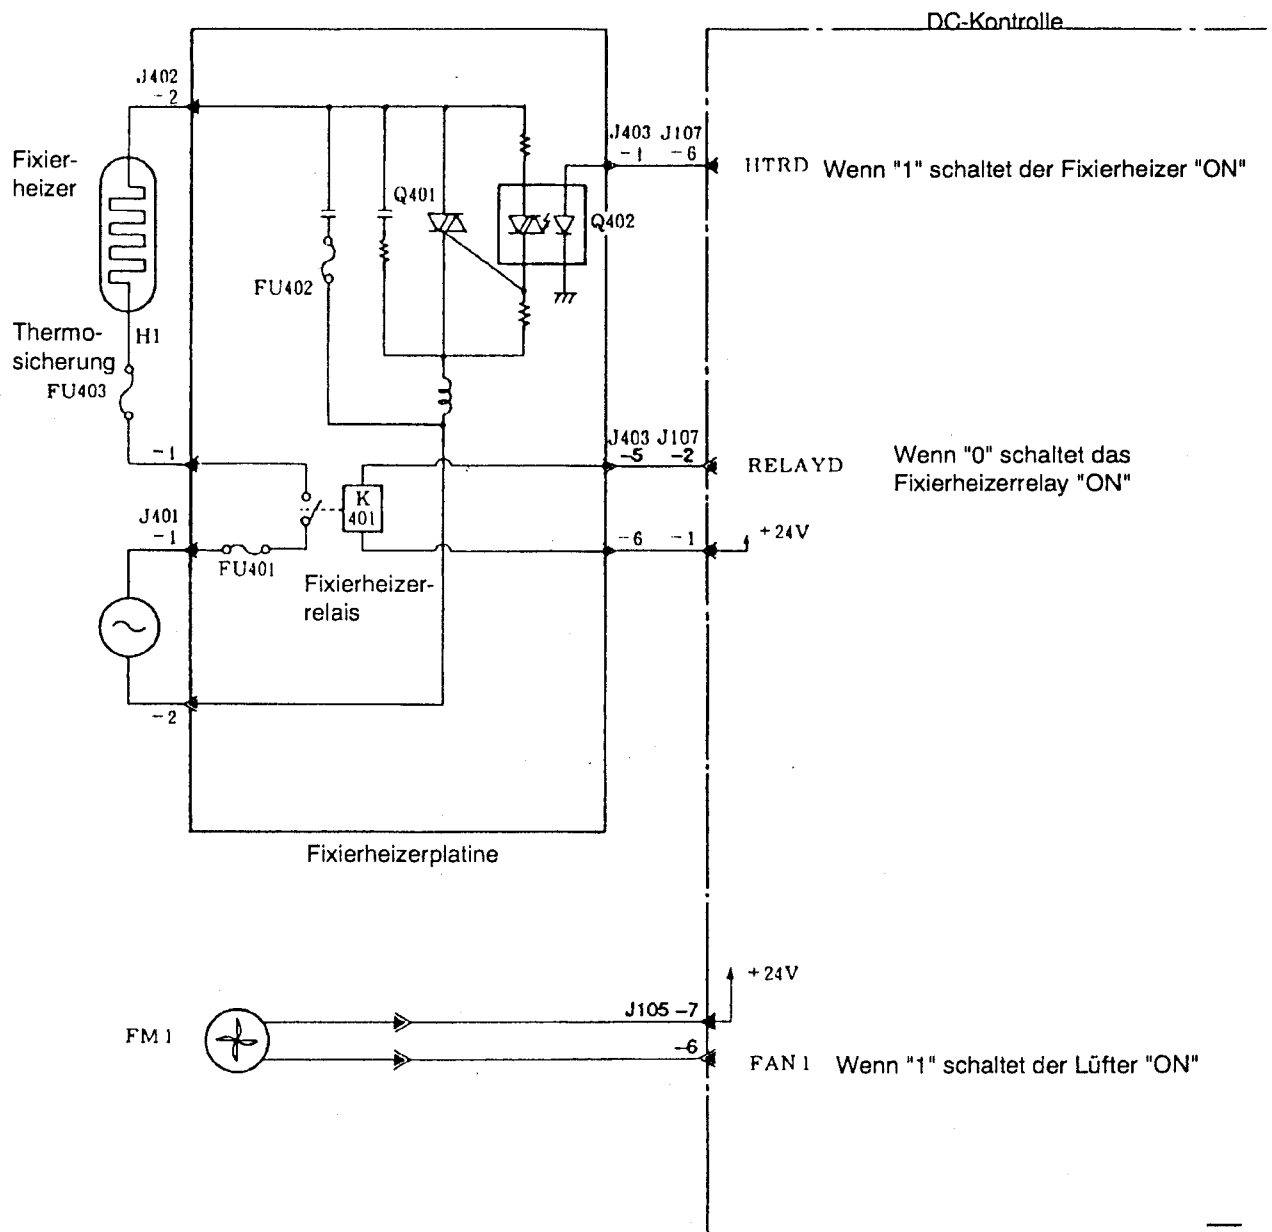 DC-Kontrolle
J402
-2
J403 J107
-1 -6
HTRD Wenn "1" schaltet der Fixierheizer "ON"
Fixier-
heizer
Q401
Q402
FU402
H1
Thermo-
sicherung
FU403
-1
J403 J107
-5 -2
RELAYD
Wenn "0" schaltet das
Fixierheizerrelay "ON"
K
401
J401
-1
FU401
-6 -1
+24V
Fixierheizer-
relais
-2
Fixierheizerplatine
+24V
J105 -7
FM1
-6
FAN1 Wenn "1" schaltet der Lüfter "ON"